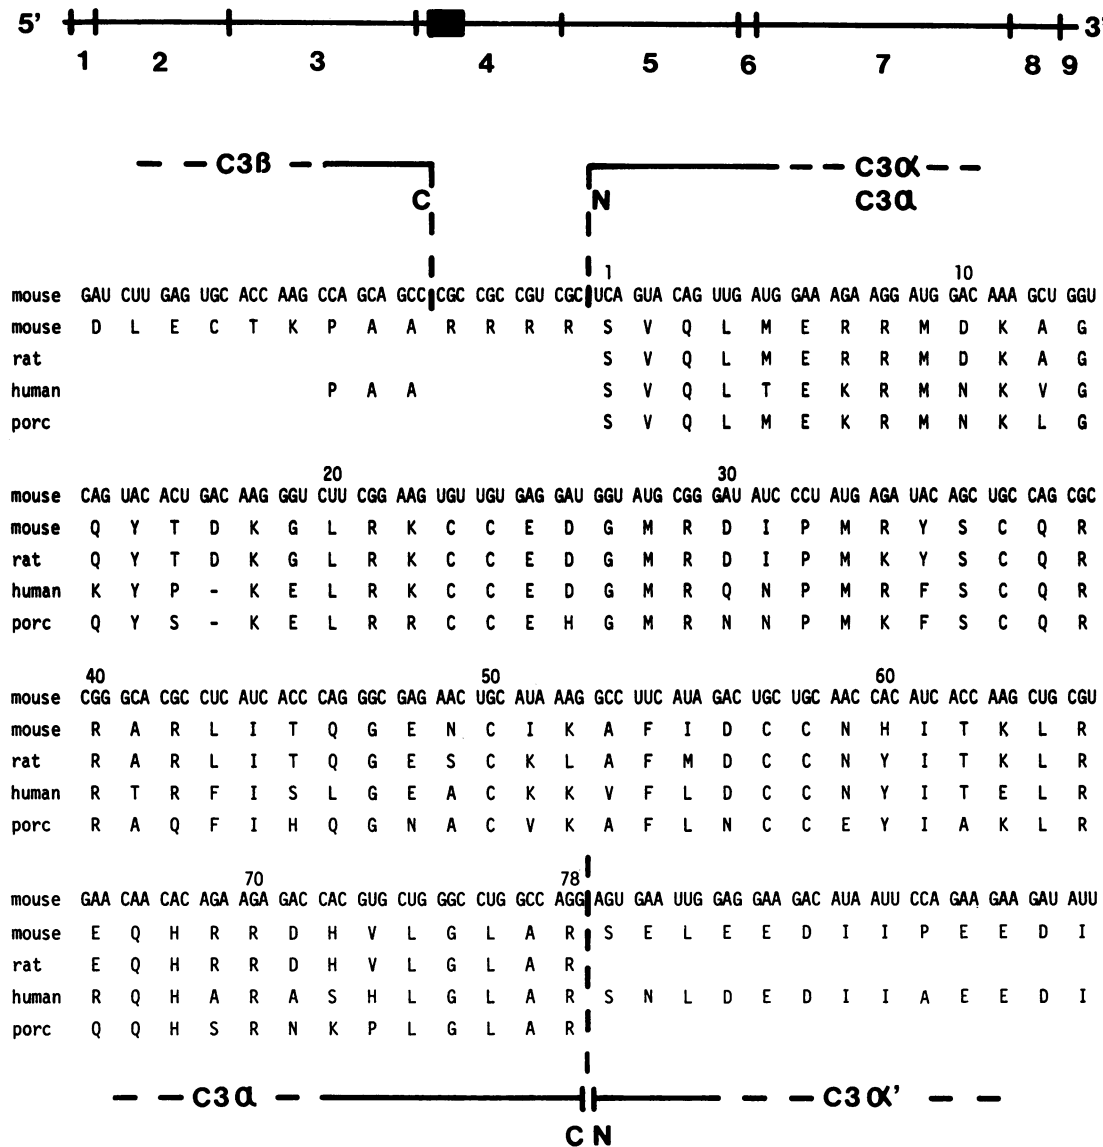 5' 3'
1 2 3 4 5 6 7 8 9
C3β C3α
C N C3a
1 10
mouse GAU CUU GAG UGC ACC AAG CCA GCA GCC CGC CGC CGU CGC UCA GUA CAG UUG AUG GAA AGA AGG AUG GAC AAA GCU GGU
mouse D L E C T K P A A R R R R S V Q L M E R R M D K A G
rat S V Q L M E R R M D K A G
human P A A S V Q L T E K R M N K V G
porc S V Q L M E K R M N K L G
20 30
mouse CAG UAC ACU GAC AAG GGU CUU CGG AAG UGU UGU GAG GAU GGU AUG CGG GAU AUC CCU AUG AGA UAC AGC UGC CAG CGC
mouse Q Y T D K G L R K C C E D G M R D I P M R Y S C Q R
rat Q Y T D K G L R K C C E D G M R D I P M K Y S C Q R
human K Y P - K E L R K C C E D G M R Q N P M R F S C Q R
porc Q Y S - K E L R R C C E H G M R N N P M K F S C Q R
40 50 60
mouse CGG GCA CGC CUC AUC ACC CAG GGC GAG AAC UGC AUA AAG GCC UUC AUA GAC UGC UGC AAC CAC AUC ACC AAG CUG CGU
mouse R A R L I T Q G E N C I K A F I D C C N H I T K L R
rat R A R L I T Q G E S C K L A F M D C C N Y I T K L R
human R T R F I S L G E A C K K V F L D C C N Y I T E L R
porc R A Q F I H Q G N A C V K A F L N C C E Y I A K L R
70 78
mouse GAA CAA CAC AGA AGA GAC CAC GUG CUG GGC CUG GCC AGG AGU GAA UUG GAG GAA GAC AUA AUU CCA GAA GAA GAU AUU
mouse E Q H R R D H V L G L A R S E L E E D I I P E E D I
rat E Q H R R D H V L G L A R
human R Q H A R A S H L G L A R S N L D E D I I A E E D I
porc Q Q H S R N K P L G L A R
C3a C3α'
C N